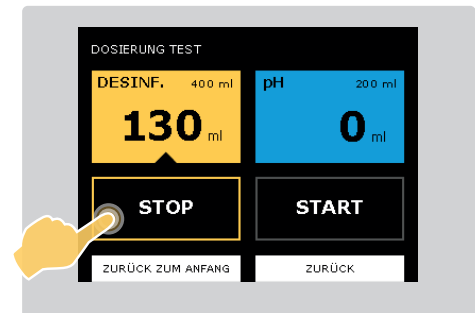 DOSIERUNG TEST
DESINF. 400 ml
130 ml
pH 200 ml
0 ml
STOP
START
ZURÜCK ZUM ANFANG
ZURÜCK